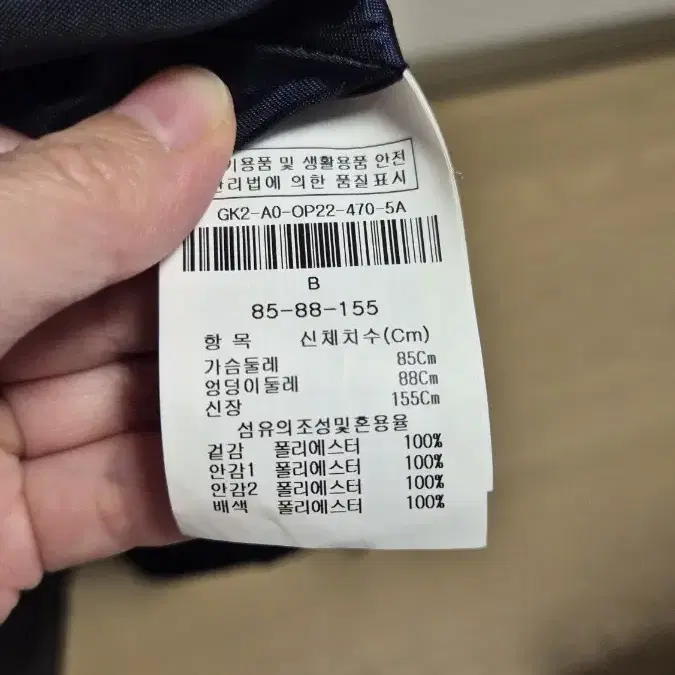 기용품 및 생활용품 안전
관리법에 의한 품질표시
GK2-A0-OP22-470-5A
B
85-88-155
항 목 신체치수(Cm)
가슴둘레 85Cm
엉덩이둘레 88Cm
신장 155Cm
섬유의조성및혼용율
겉감 폴리에스터 100%
안감1 폴리에스터 100%
안감2 폴리에스터 100%
배색 폴리에스터 100%